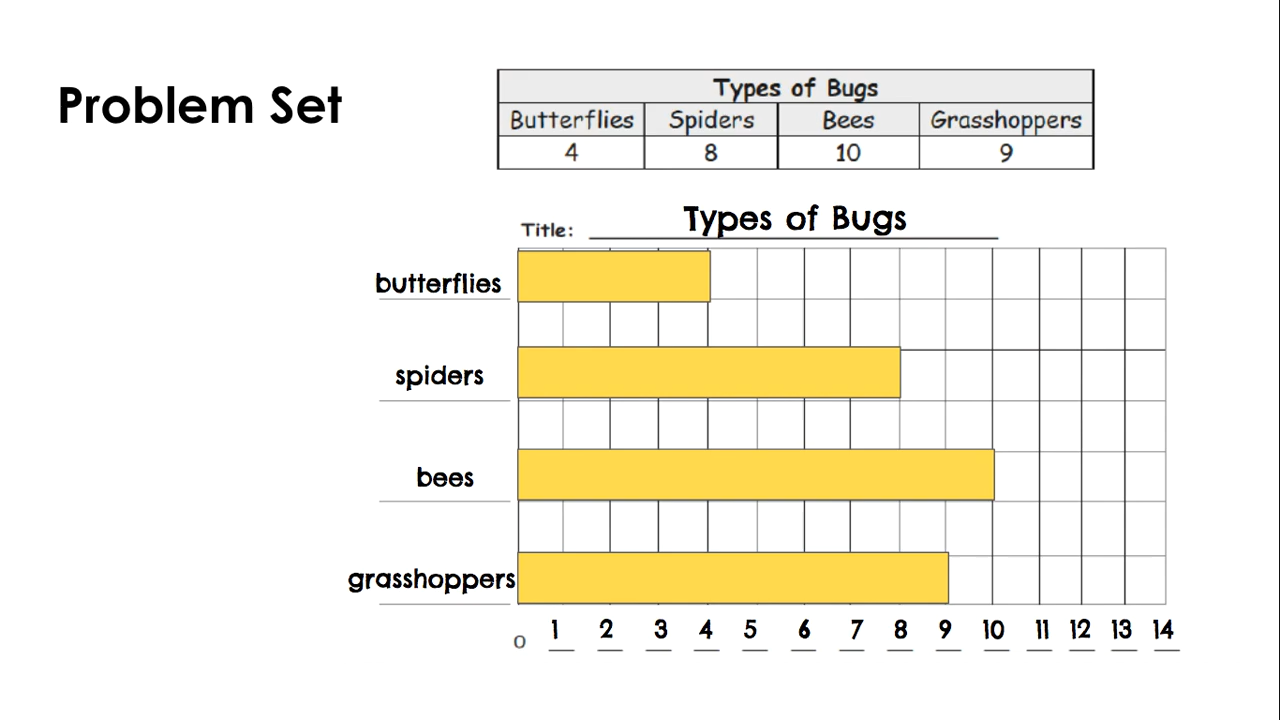 Problem Set
Types of Bugs
Butterflies Spiders Bees Grasshoppers
4 8 10 9
Title: Types of Bugs
butterflies
spiders
bees
grasshoppers
0 1 2 3 4 5 6 7 8 9 10 11 12 13 14